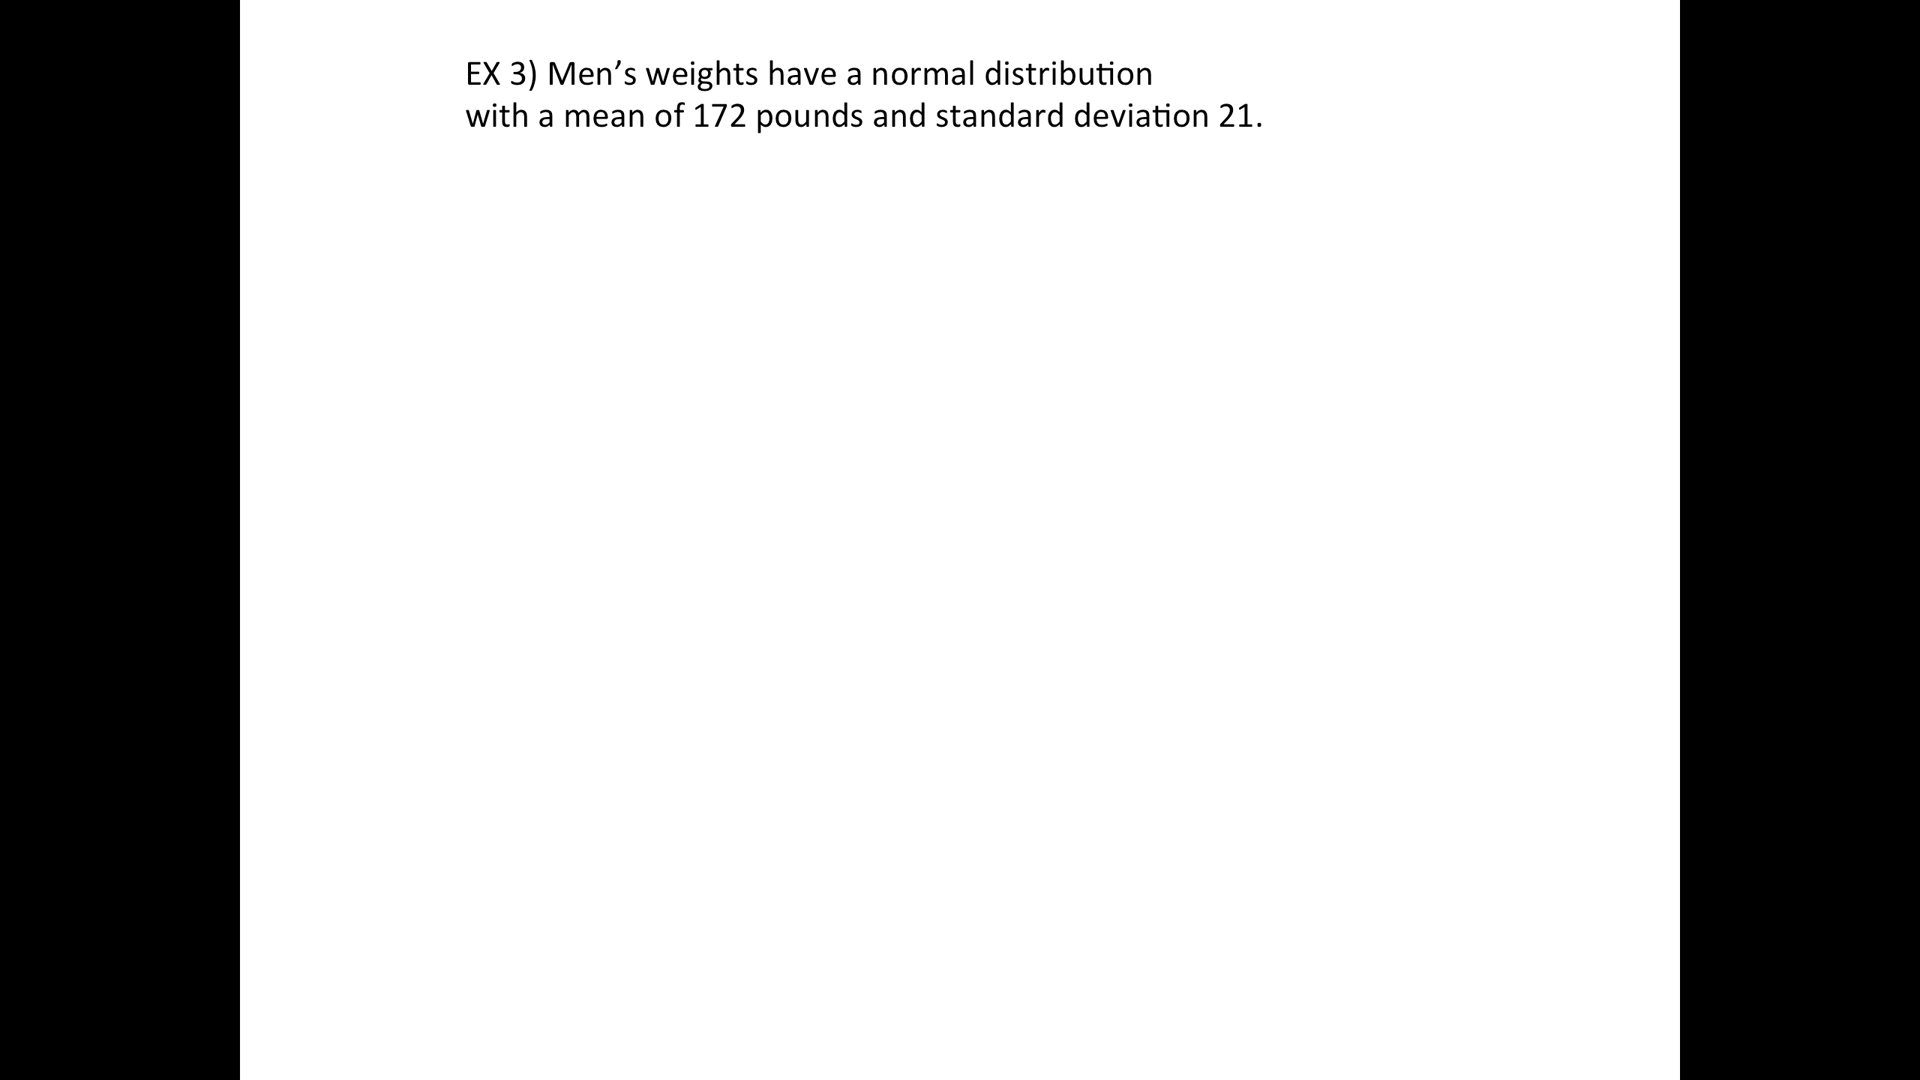 EX 3) Men’s weights have a normal distribution
with a mean of 172 pounds and standard deviation 21.